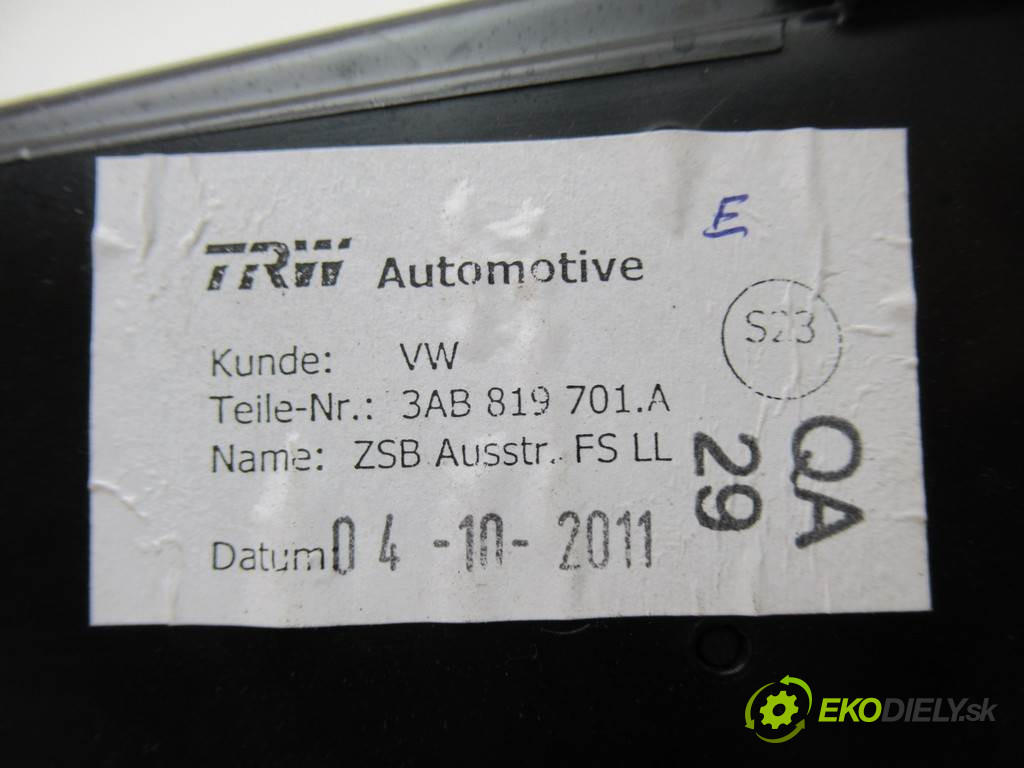 E
TRW Automotive
S23
Kunde: VW
Teile-Nr.: 3AB 819 701.A
Name: ZSB Ausstr. FS LL
Datum: 04 -10- 2011
QA
29
EKODIELY.sk